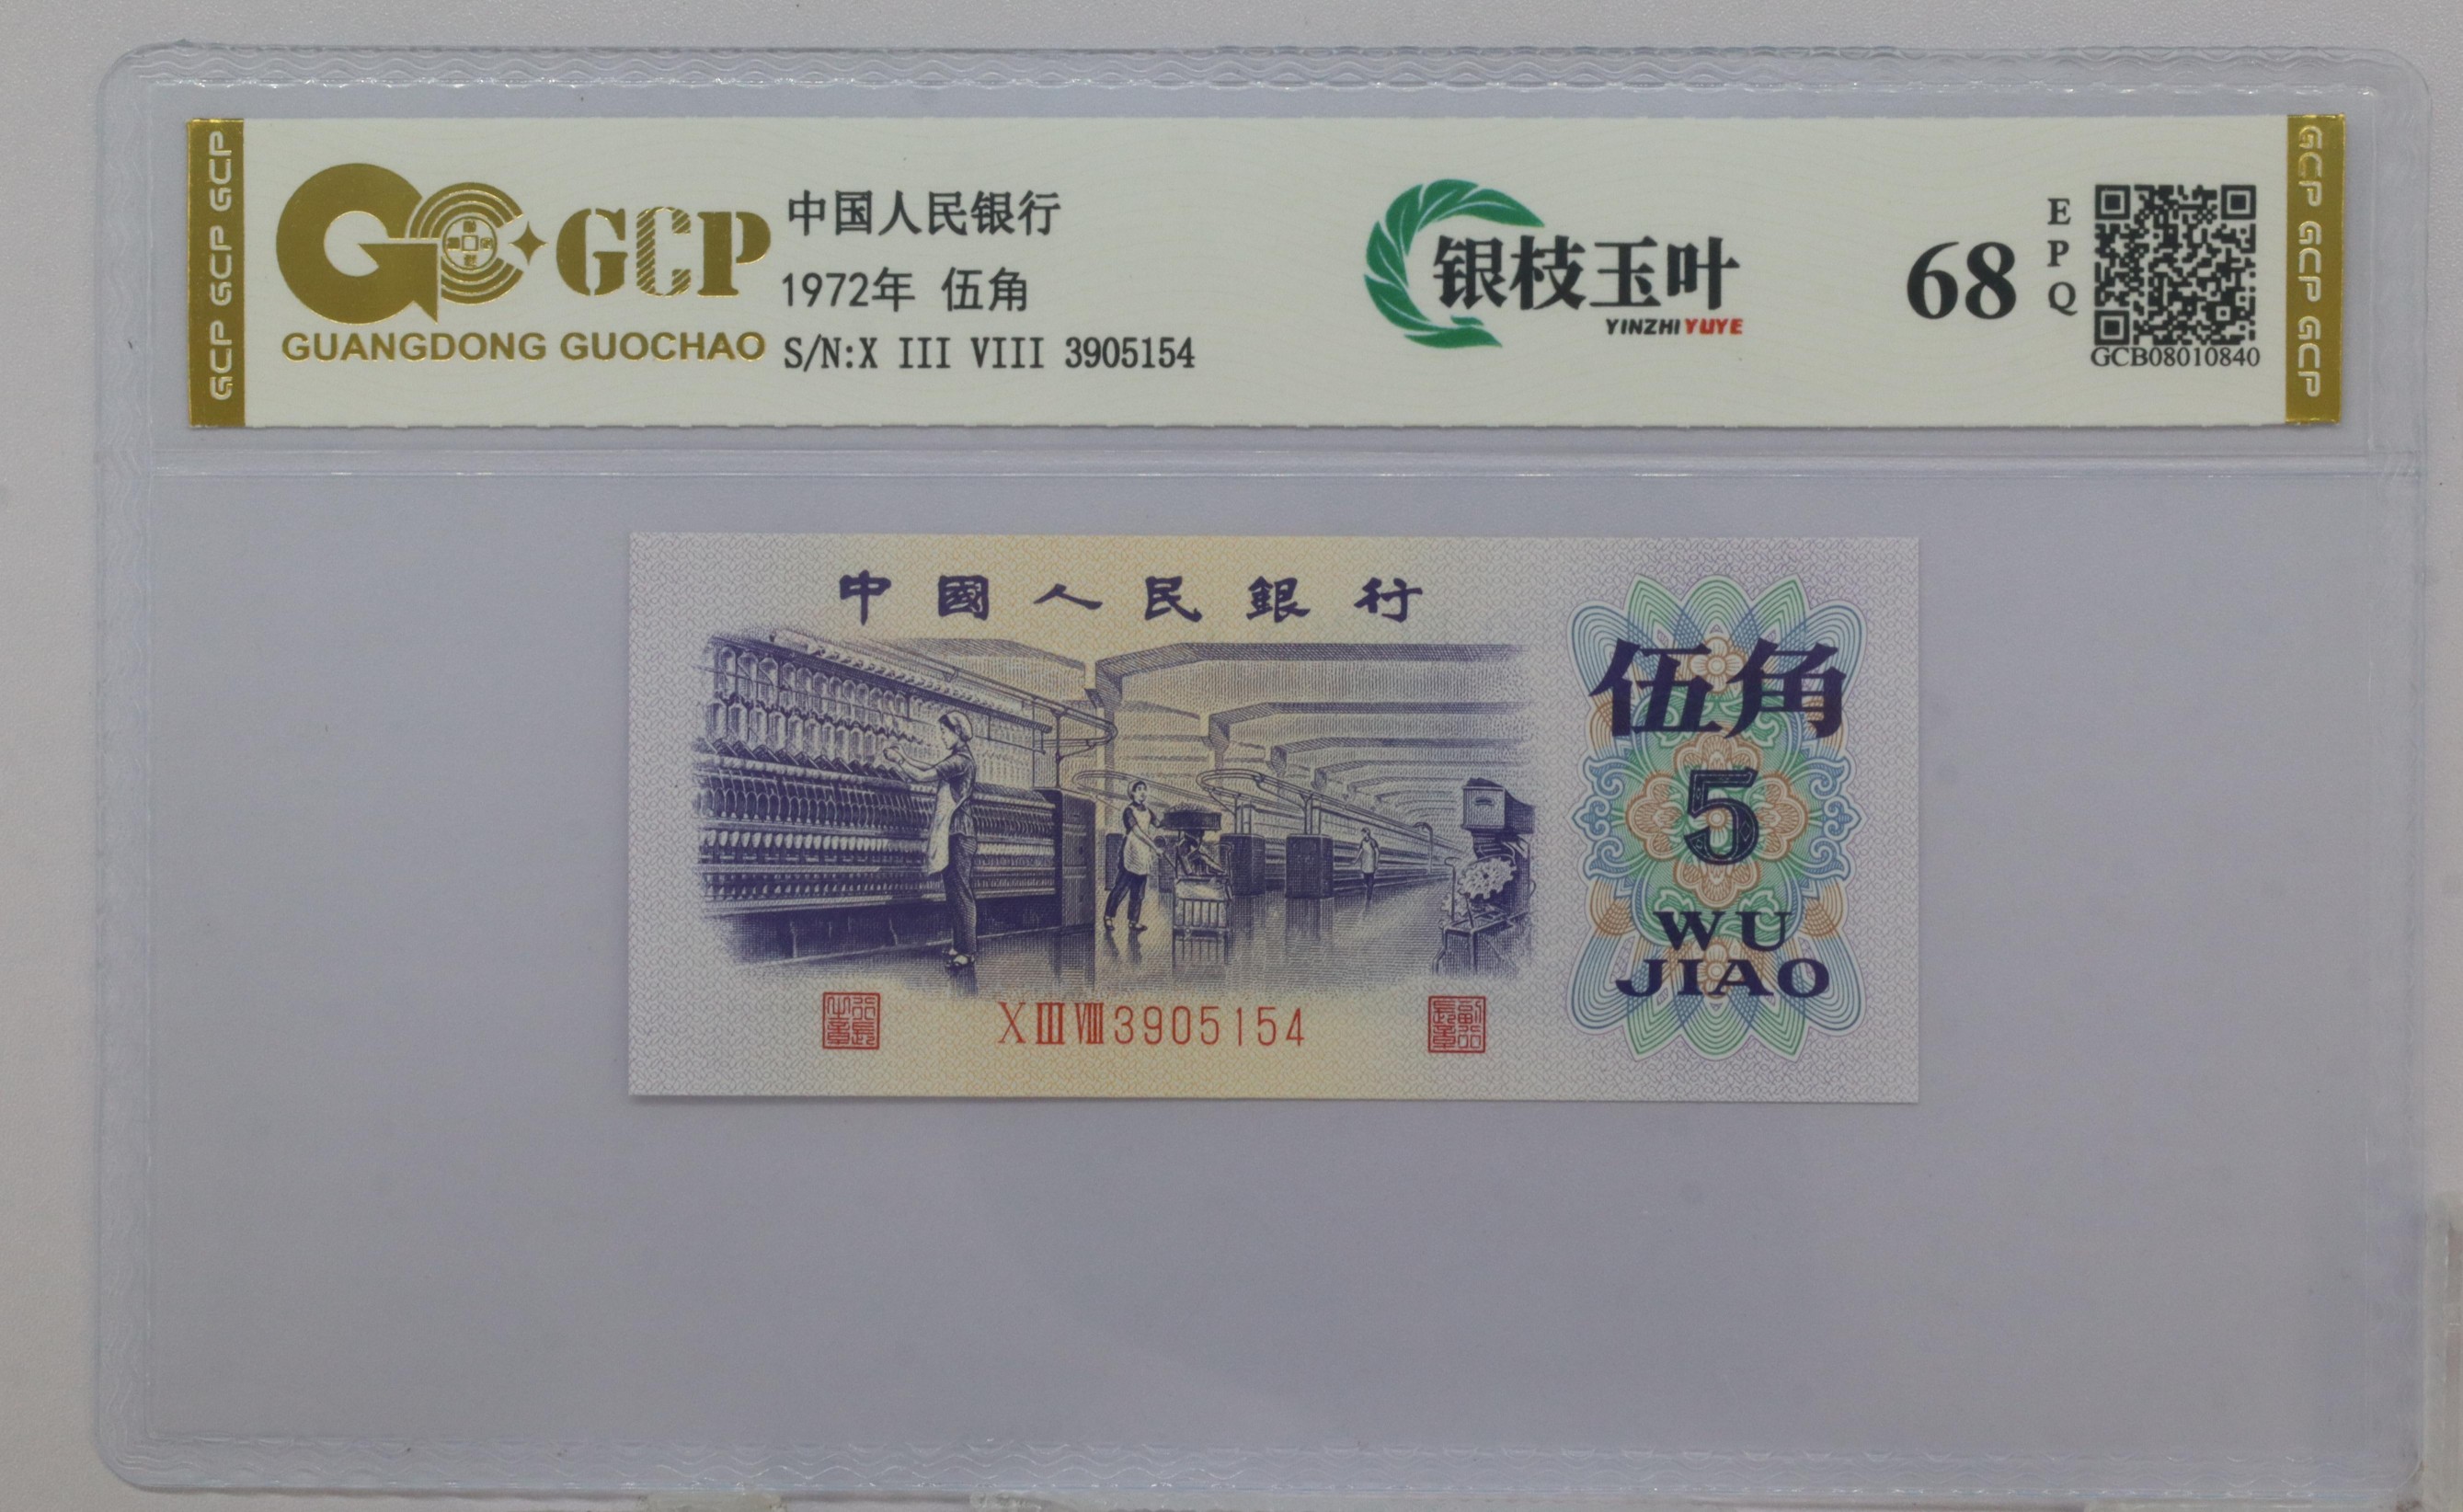 GCP GCP GCP
GCP
GUANGDONG GUOCHAO
中国人民银行
1972年 伍角
S/N:X III VIII 3905154
银枝玉叶
YINZHI YUYE
68
EPQ
GCB08010840
GCP GCP GCP
中國人民銀行
伍角
5
WU
JIAO
XⅢⅧ3905154